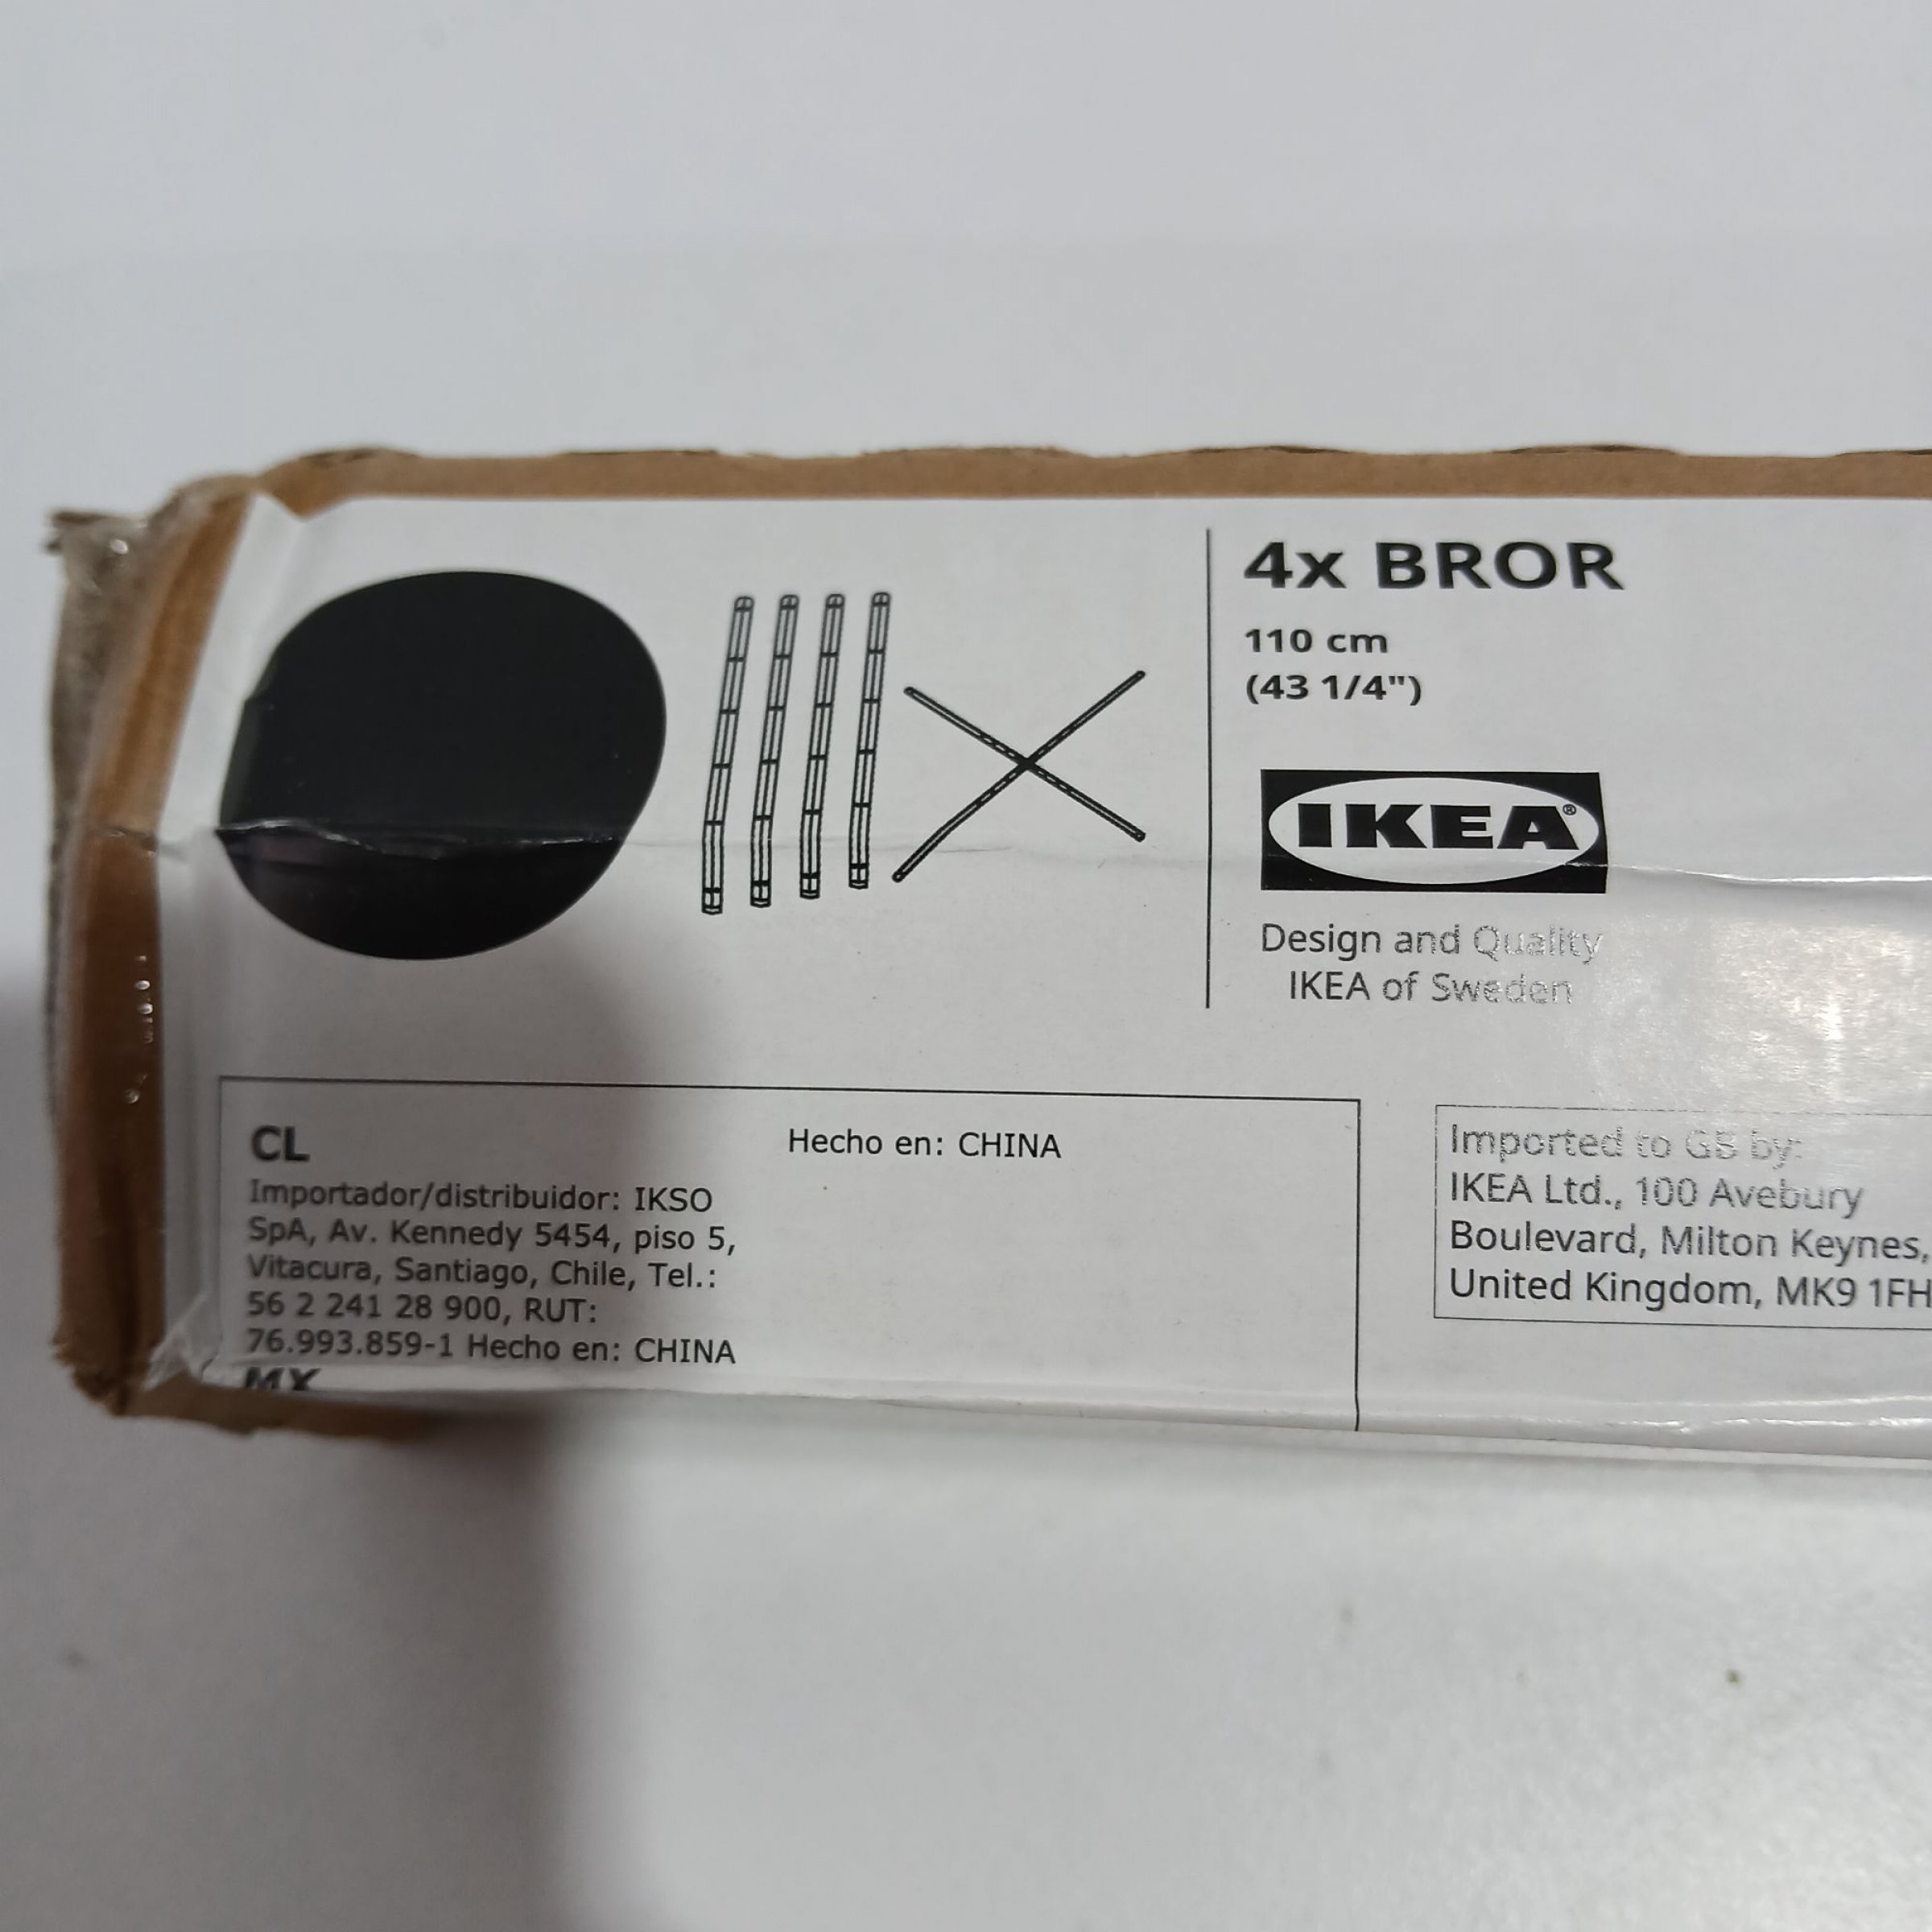 4x BROR
110 cm
(43 1/4")
IKEA®
Design and Quality
IKEA of Sweden
CL
Importador/distribuidor: IKSO
SpA, Av. Kennedy 5454, piso 5,
Vitacura, Santiago, Chile, Tel.:
56 2 241 28 900, RUT:
76.993.859-1 Hecho en: CHINA
MX
Hecho en: CHINA
Imported to GB by:
IKEA Ltd., 100 Avebury
Boulevard, Milton Keynes,
United Kingdom, MK9 1FH